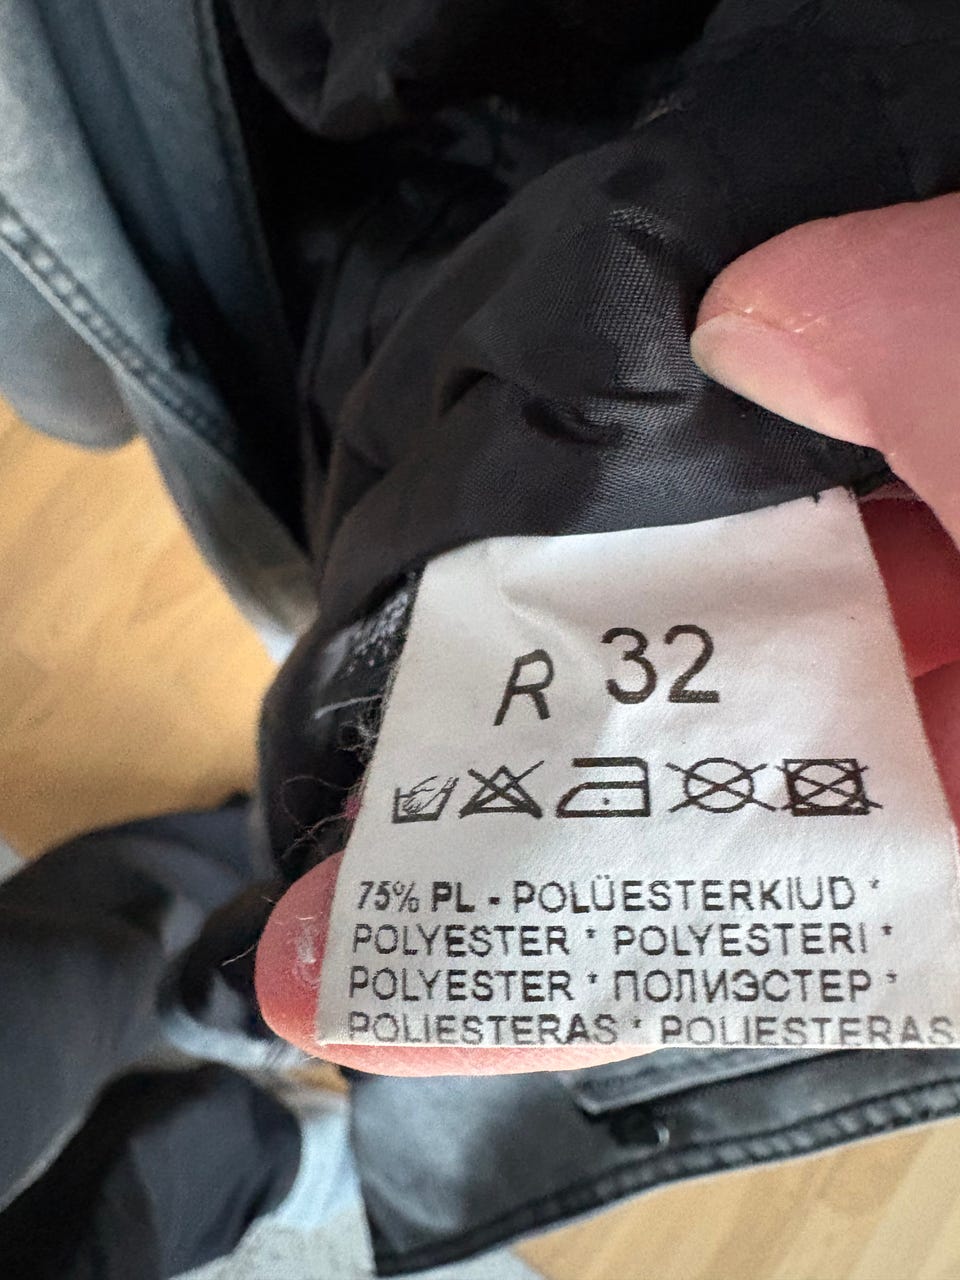 R 32
75% PL - POLÜESTERKIUD *
POLYESTER * POLYESTERI *
POLYESTER * ПОЛИЭСТЕР *
POLIESTERAS * POLIESTERAS